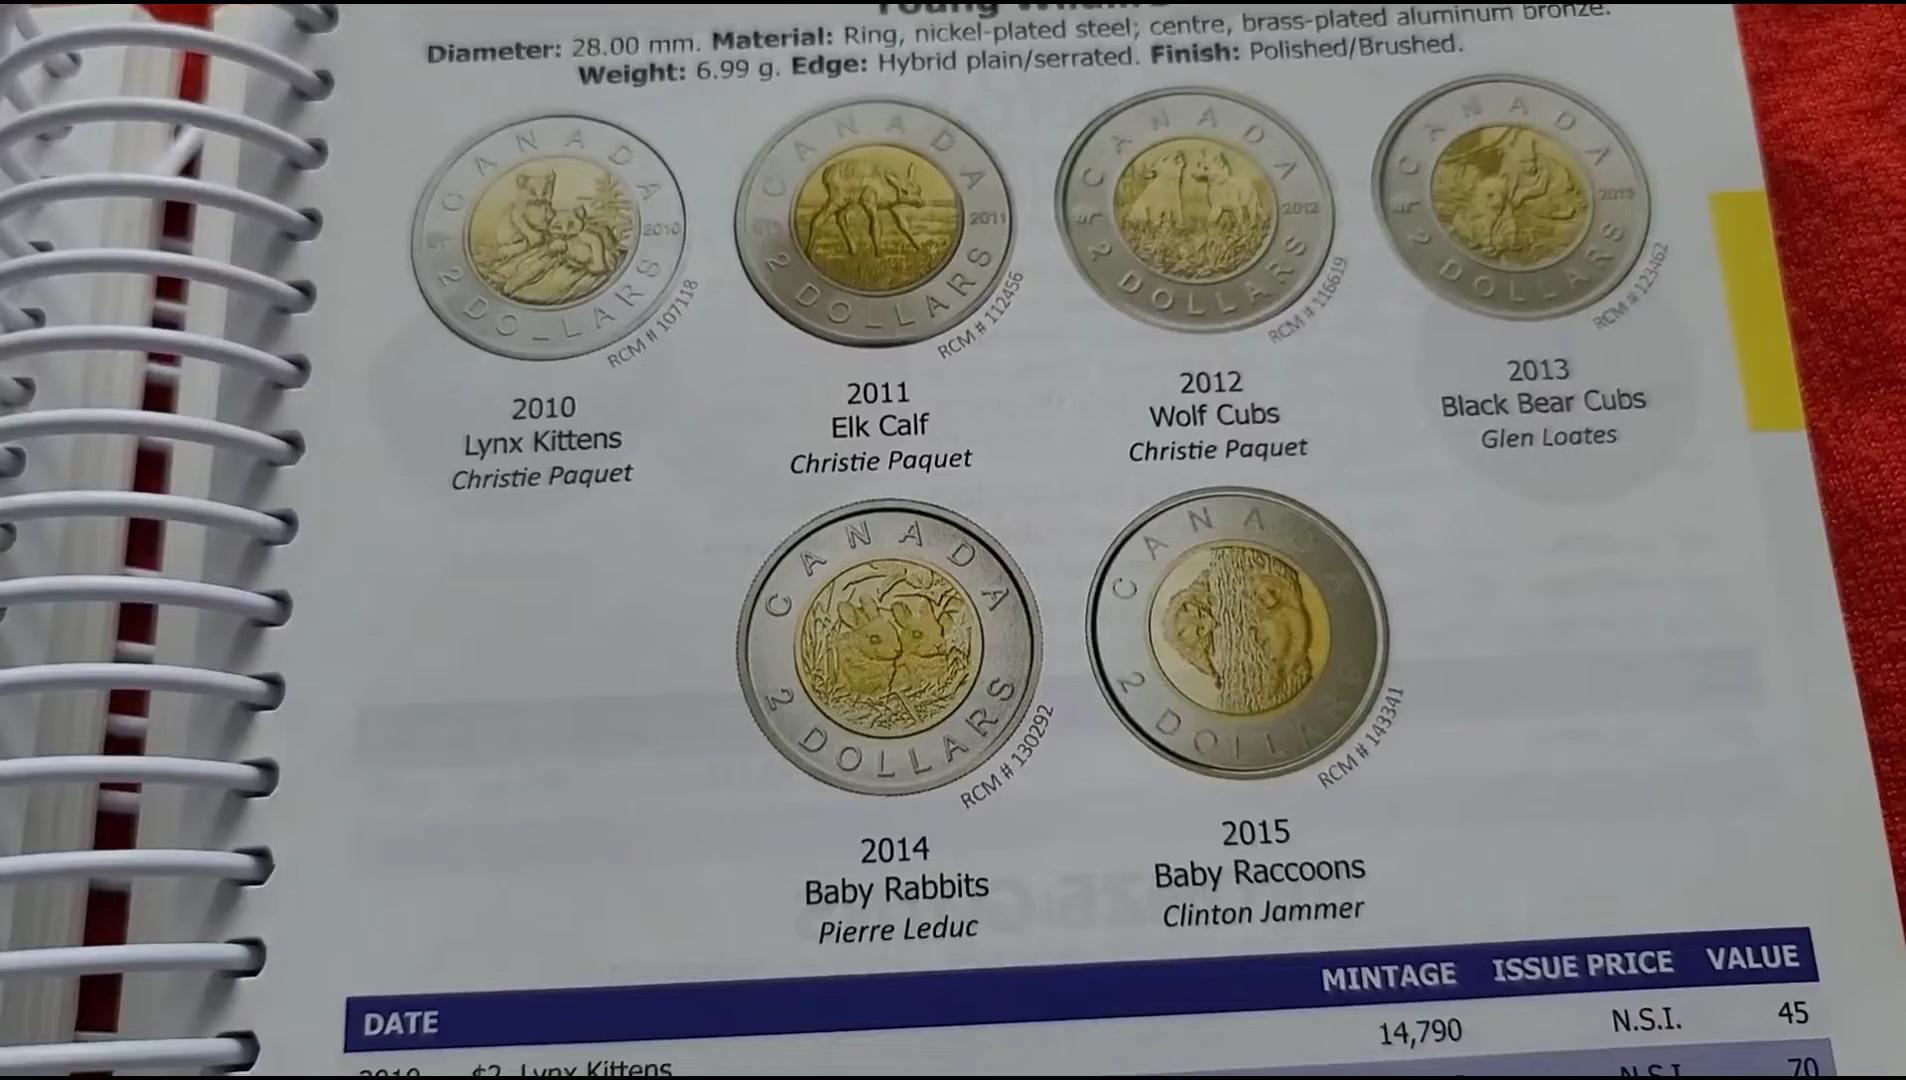 Young
Diameter: 28.00 mm. Material: Ring, nickel-plated steel; centre, brass-plated aluminum bronze.
Weight: 6.99 g. Edge: Hybrid plain/serrated. Finish: Polished/Brushed.
CANADA
2010
2 DOLLARS
RCM # 107118
CANADA
2011
2 DOLLARS
RCM # 112456
CANADA
2012
2 DOLLARS
RCM # 116619
CANADA
2013
2 DOLLARS
RCM # 123462
2010
Lynx Kittens
Christie Paquet
2011
Elk Calf
Christie Paquet
2012
Wolf Cubs
Christie Paquet
2013
Black Bear Cubs
Glen Loates
CANADA
2 DOLLARS
RCM # 130292
CANADA
2 DOLLARS
RCM # 143341
2014
Baby Rabbits
Pierre Leduc
2015
Baby Raccoons
Clinton Jammer
DATE MINTAGE ISSUE PRICE VALUE
2010 $2, Lynx Kittens 14,790 N.S.I. 45
N.S.I. 70